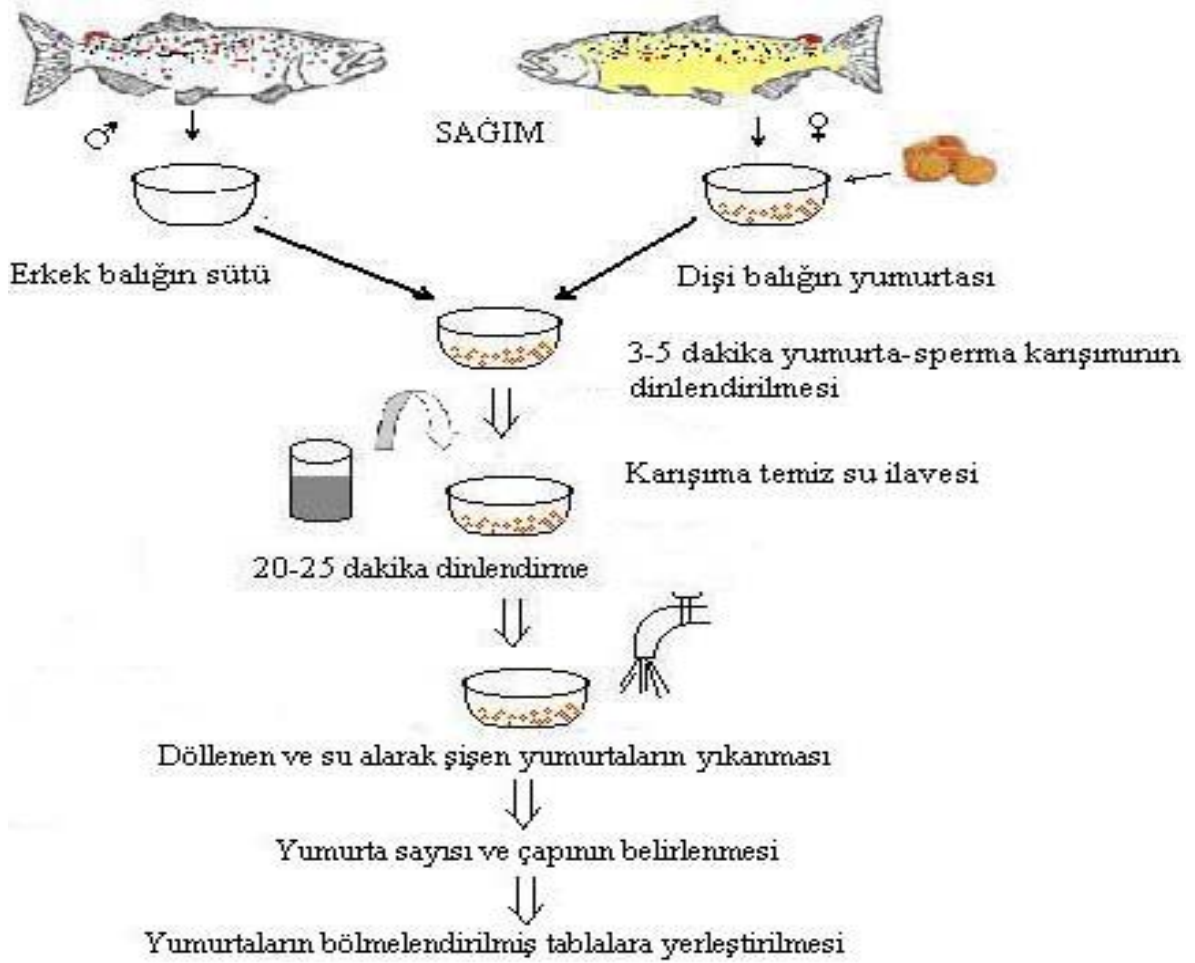 ♂ SAĞIM ♀
Erkek balığın sütü
Dişi balığın yumurtası
3-5 dakika yumurta-sperma karışımının
dinlendirilmesi
Karışıma temiz su ilavesi
20-25 dakika dinlendirme
Döllenen ve su alarak şişen yumurtaların yıkanması
Yumurta sayısı ve çapının belirlenmesi
Yumurtaların bölmelendirilmiş tablalara yerleştirilmesi